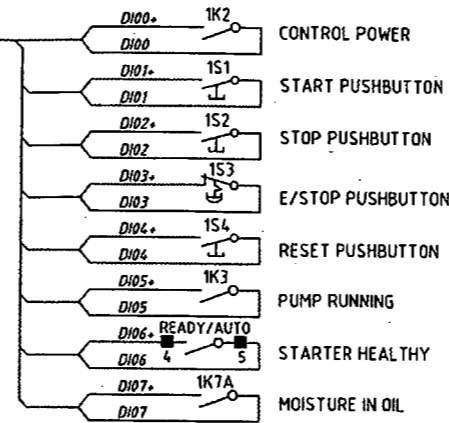 DI00+ 1K2
DI00 CONTROL POWER
DI01+ 1S1
DI01 START PUSHBUTTON
DI02+ 1S2
DI02 STOP PUSHBUTTON
DI03+ 1S3
DI03 E/STOP PUSHBUTTON
DI04+ 1S4
DI04 RESET PUSHBUTTON
DI05+ 1K3
DI05 PUMP RUNNING
DI06+ READY/AUTO
DI06 4 5 STARTER HEALTHY
DI07+ 1K7A
DI07 MOISTURE IN OIL